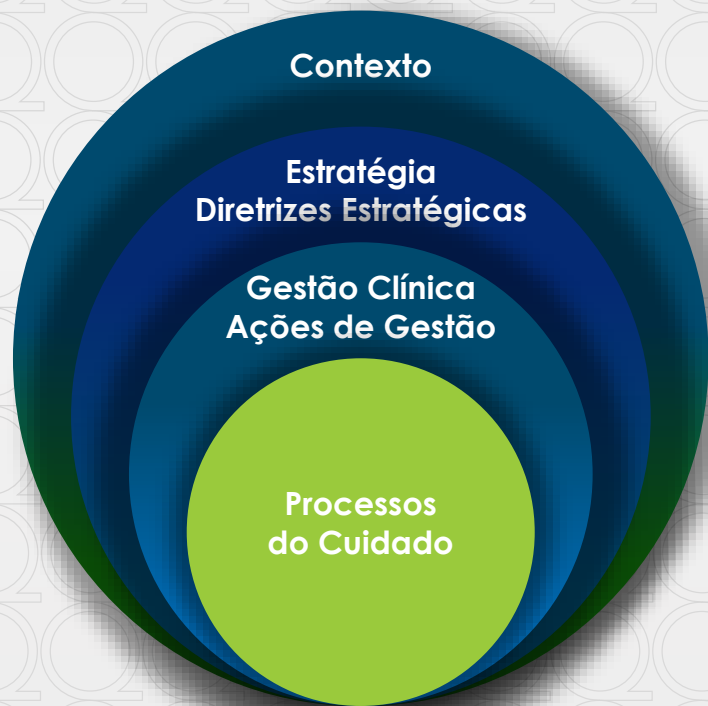 Contexto
Estratégia
Diretrizes Estratégicas
Gestão Clínica
Ações de Gestão
Processos
do Cuidado